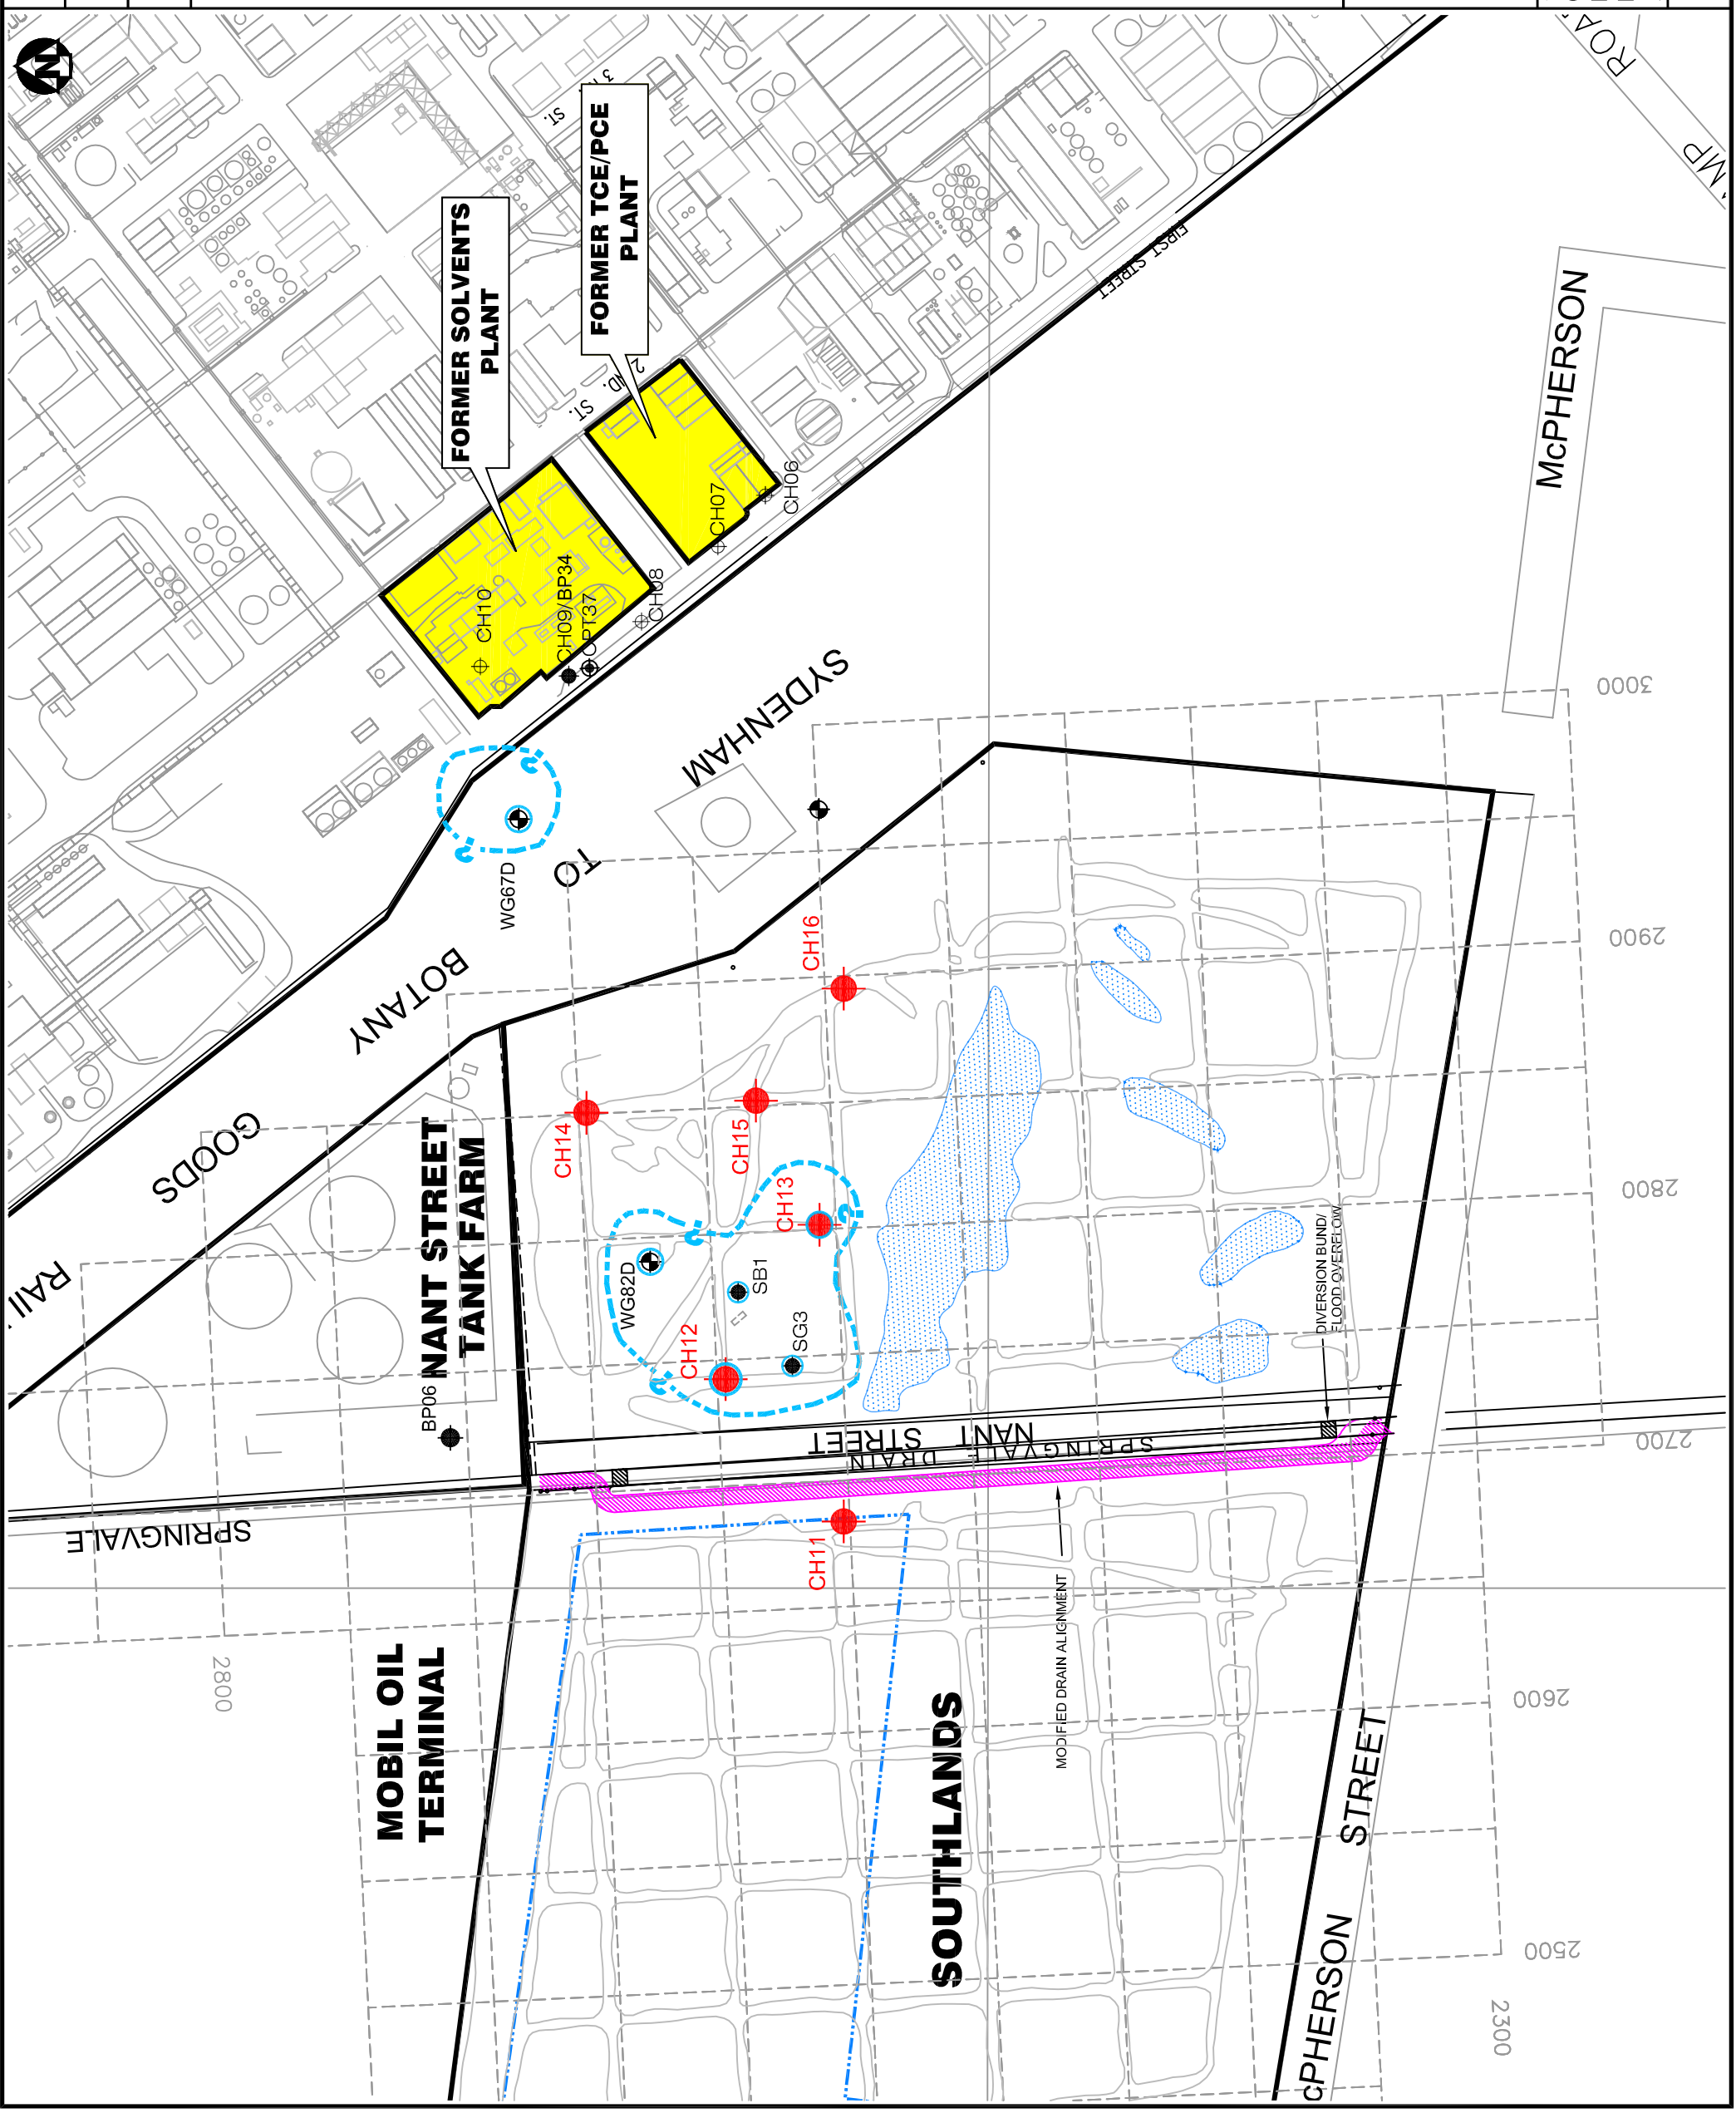 N
3
ST.
FORMER SOLVENTS
PLANT
FORMER TCE/PCE
PLANT
2 ND.
ST.
FIRST STREET
McPHERSON
CH10
CH09/BP34
OPT37
CH08
CH07
CH06
SYDENHAM
TO
BOTANY
GOODS
RAIL
WG67D
3000
2900
2800
2700
2600
2500
2300
2800
CH16
CH14
CH15
CH13
CH12
CH11
WG82D
SB1
SG3
BP06
NANT STREET
TANK FARM
DIVERSION BUND/
FLOOD OVERFLOW
NANT STREET
SPRINGVALE
DRAIN
SPRINGVALE
MOBIL OIL
TERMINAL
SOUTHLANDS
MODIFIED DRAIN ALIGNMENT
STREET
cPHERSON